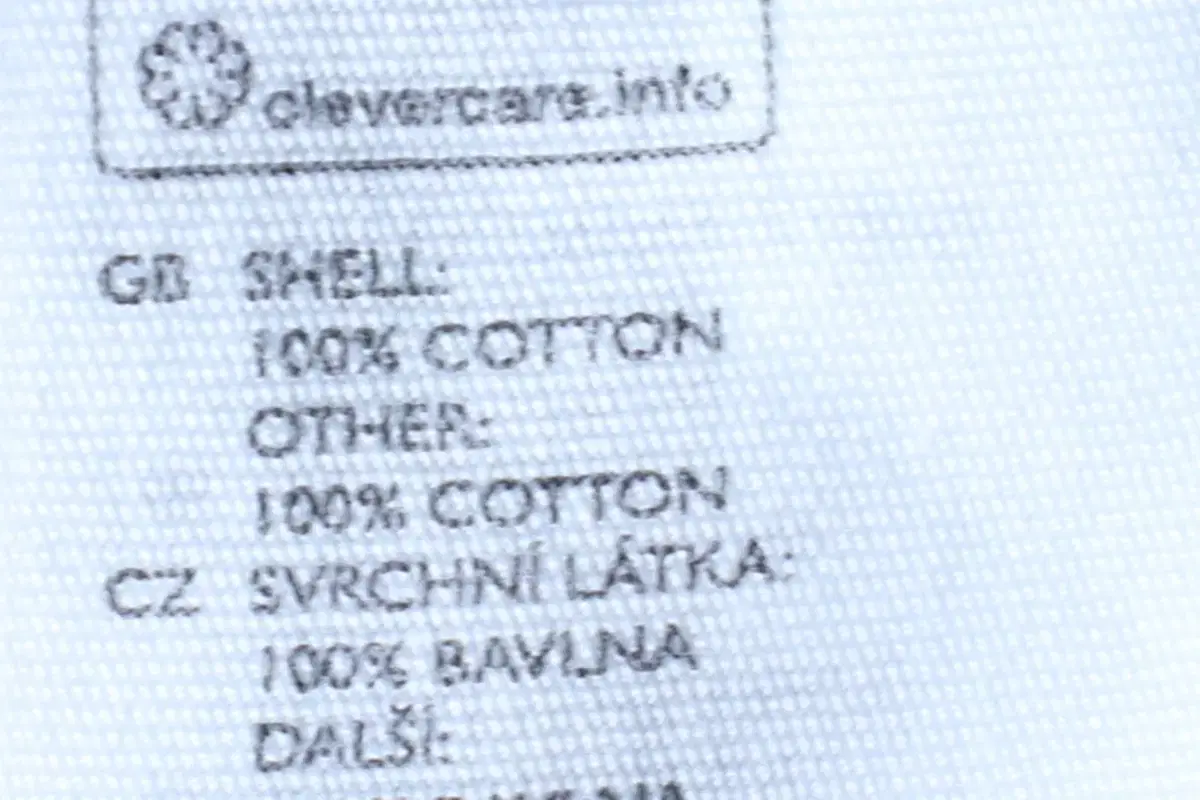 clevercare.info
GB SHELL:
100% COTTON
OTHER:
100% COTTON
CZ SVRCHNÍ LÁTKA:
100% BAVLNA
DALŠÍ: